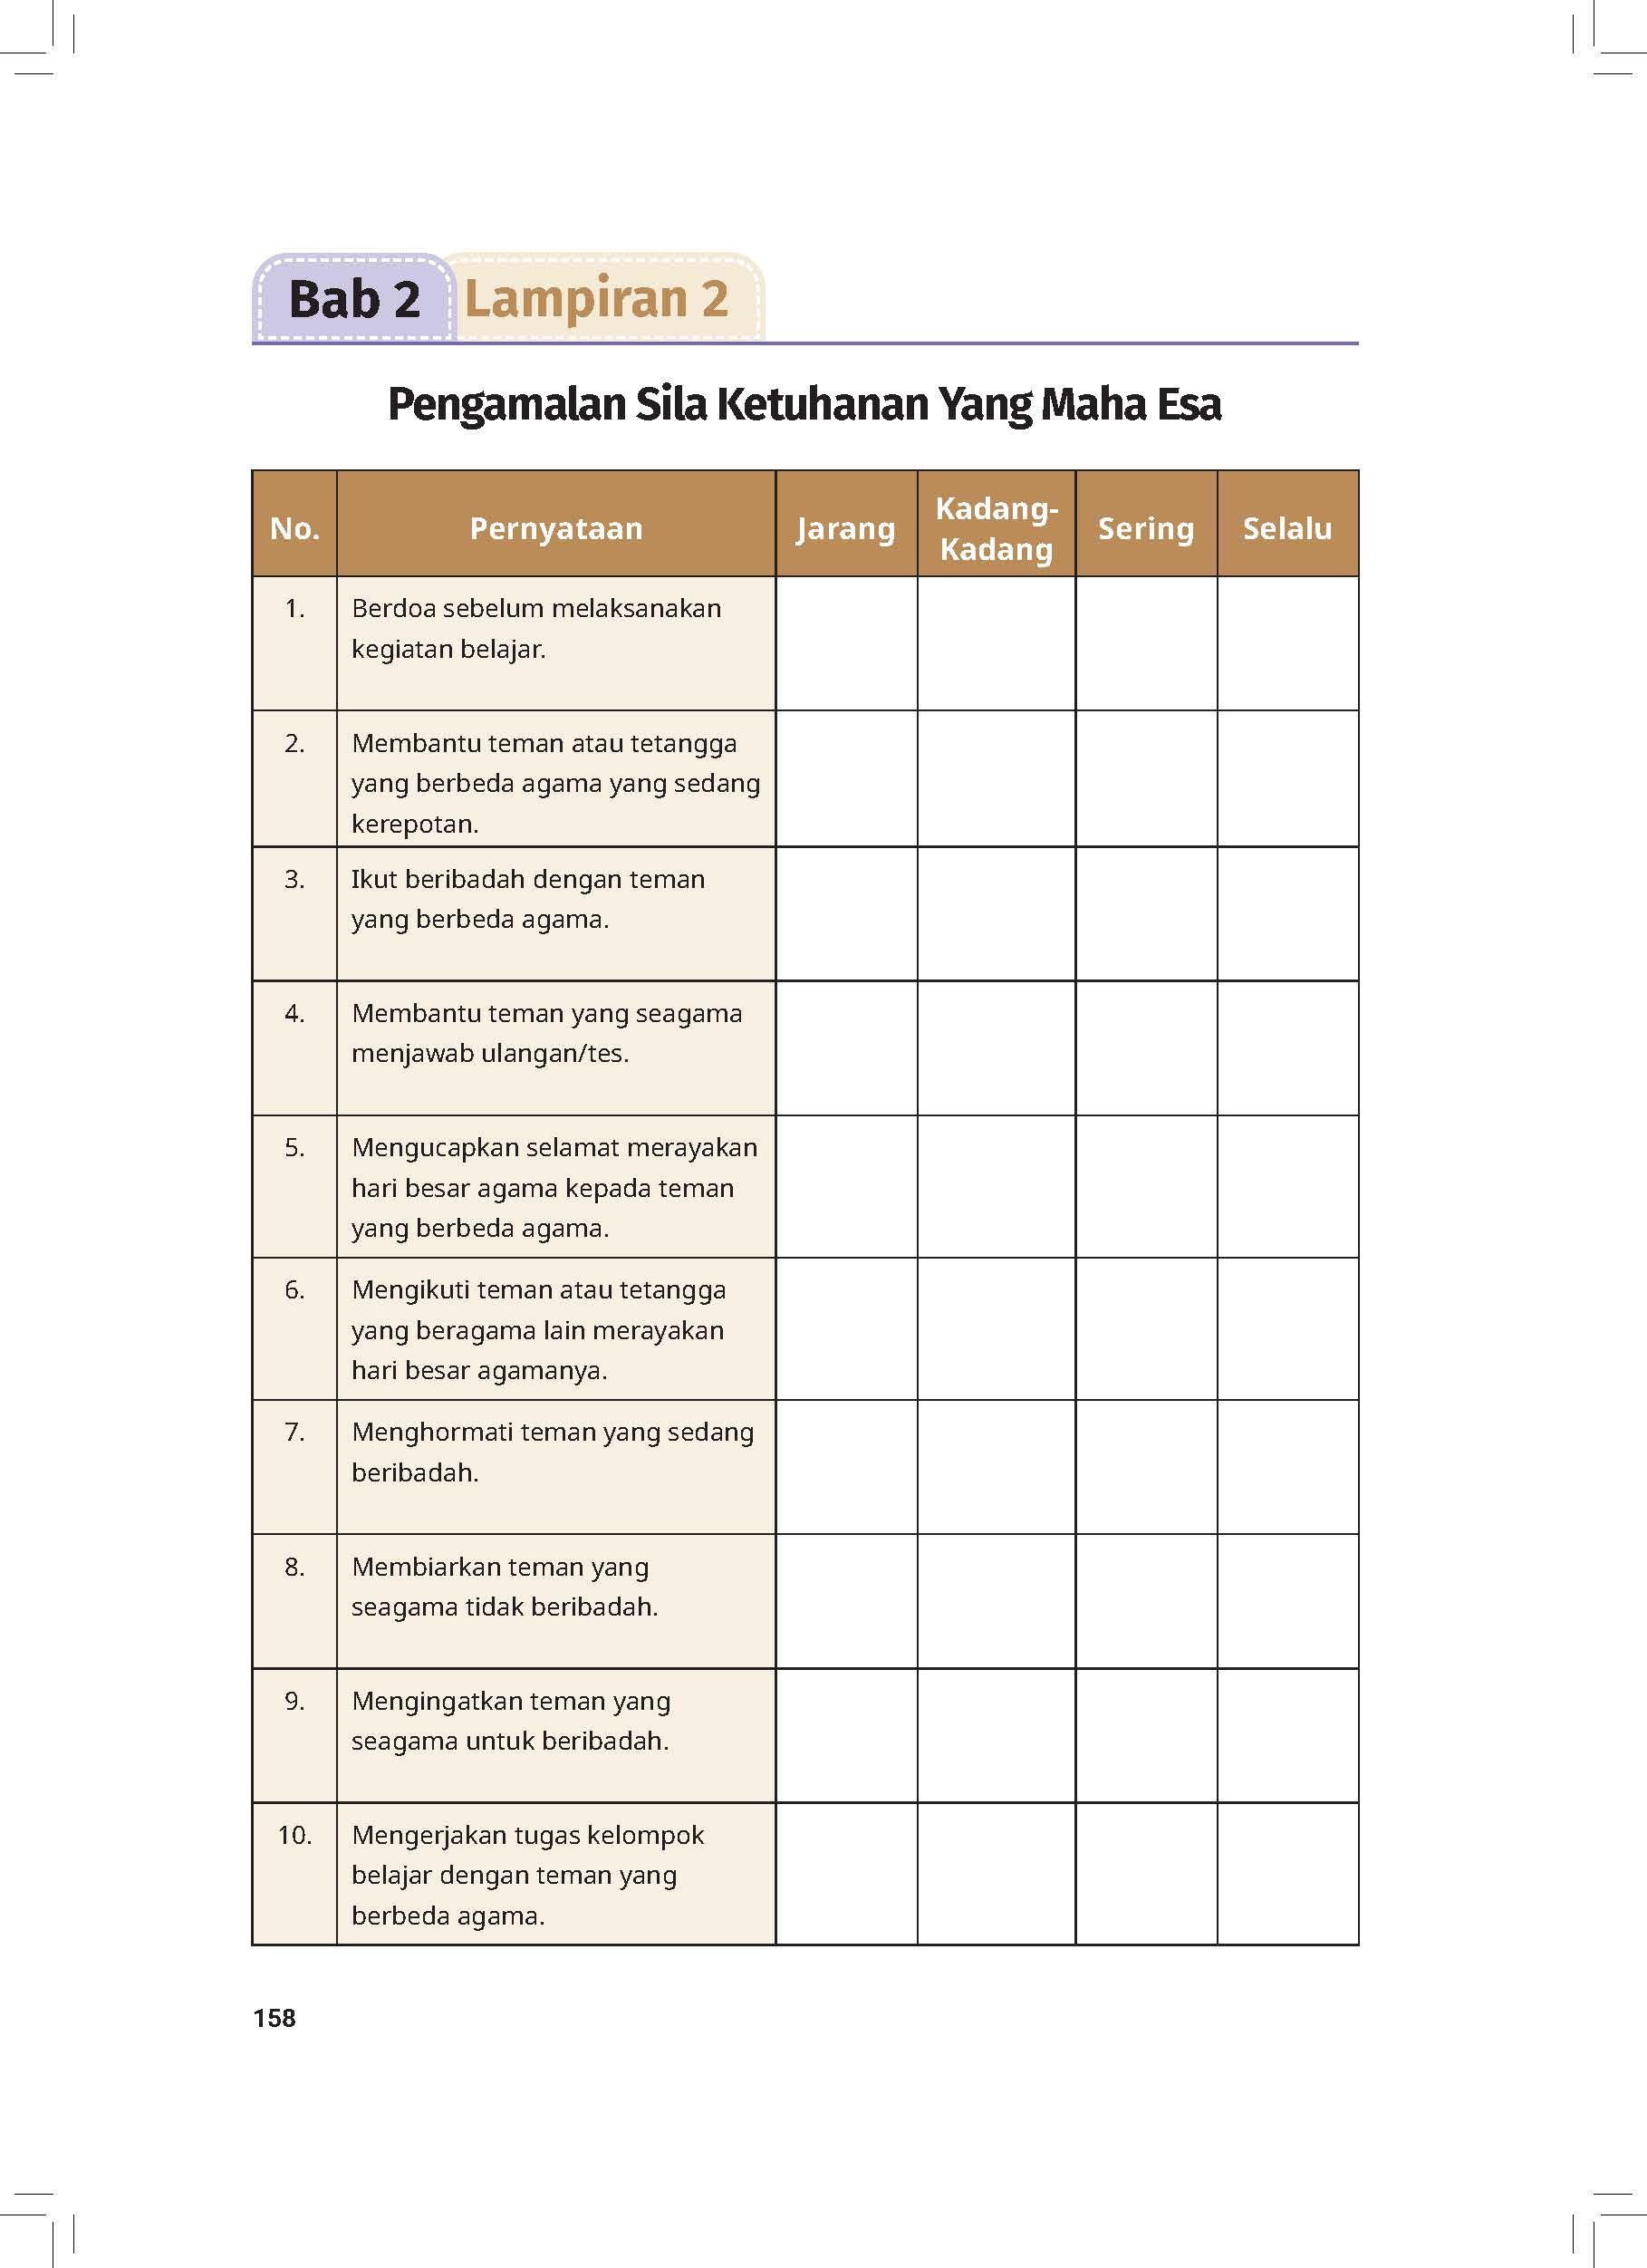 Bab 2 Lampiran 2
Pengamalan Sila Ketuhanan Yang Maha Esa
No. Pernyataan Jarang Kadang-
Kadang Sering Selalu
1. Berdoa sebelum melaksanakan
kegiatan belajar.
2. Membantu teman atau tetangga
yang berbeda agama yang sedang
kerepotan.
3. Ikut beribadah dengan teman
yang berbeda agama.
4. Membantu teman yang seagama
menjawab ulangan/tes.
5. Mengucapkan selamat merayakan
hari besar agama kepada teman
yang berbeda agama.
6. Mengikuti teman atau tetangga
yang beragama lain merayakan
hari besar agamanya.
7. Menghormati teman yang sedang
beribadah.
8. Membiarkan teman yang
seagama tidak beribadah.
9. Mengingatkan teman yang
seagama untuk beribadah.
10. Mengerjakan tugas kelompok
belajar dengan teman yang
berbeda agama.
158